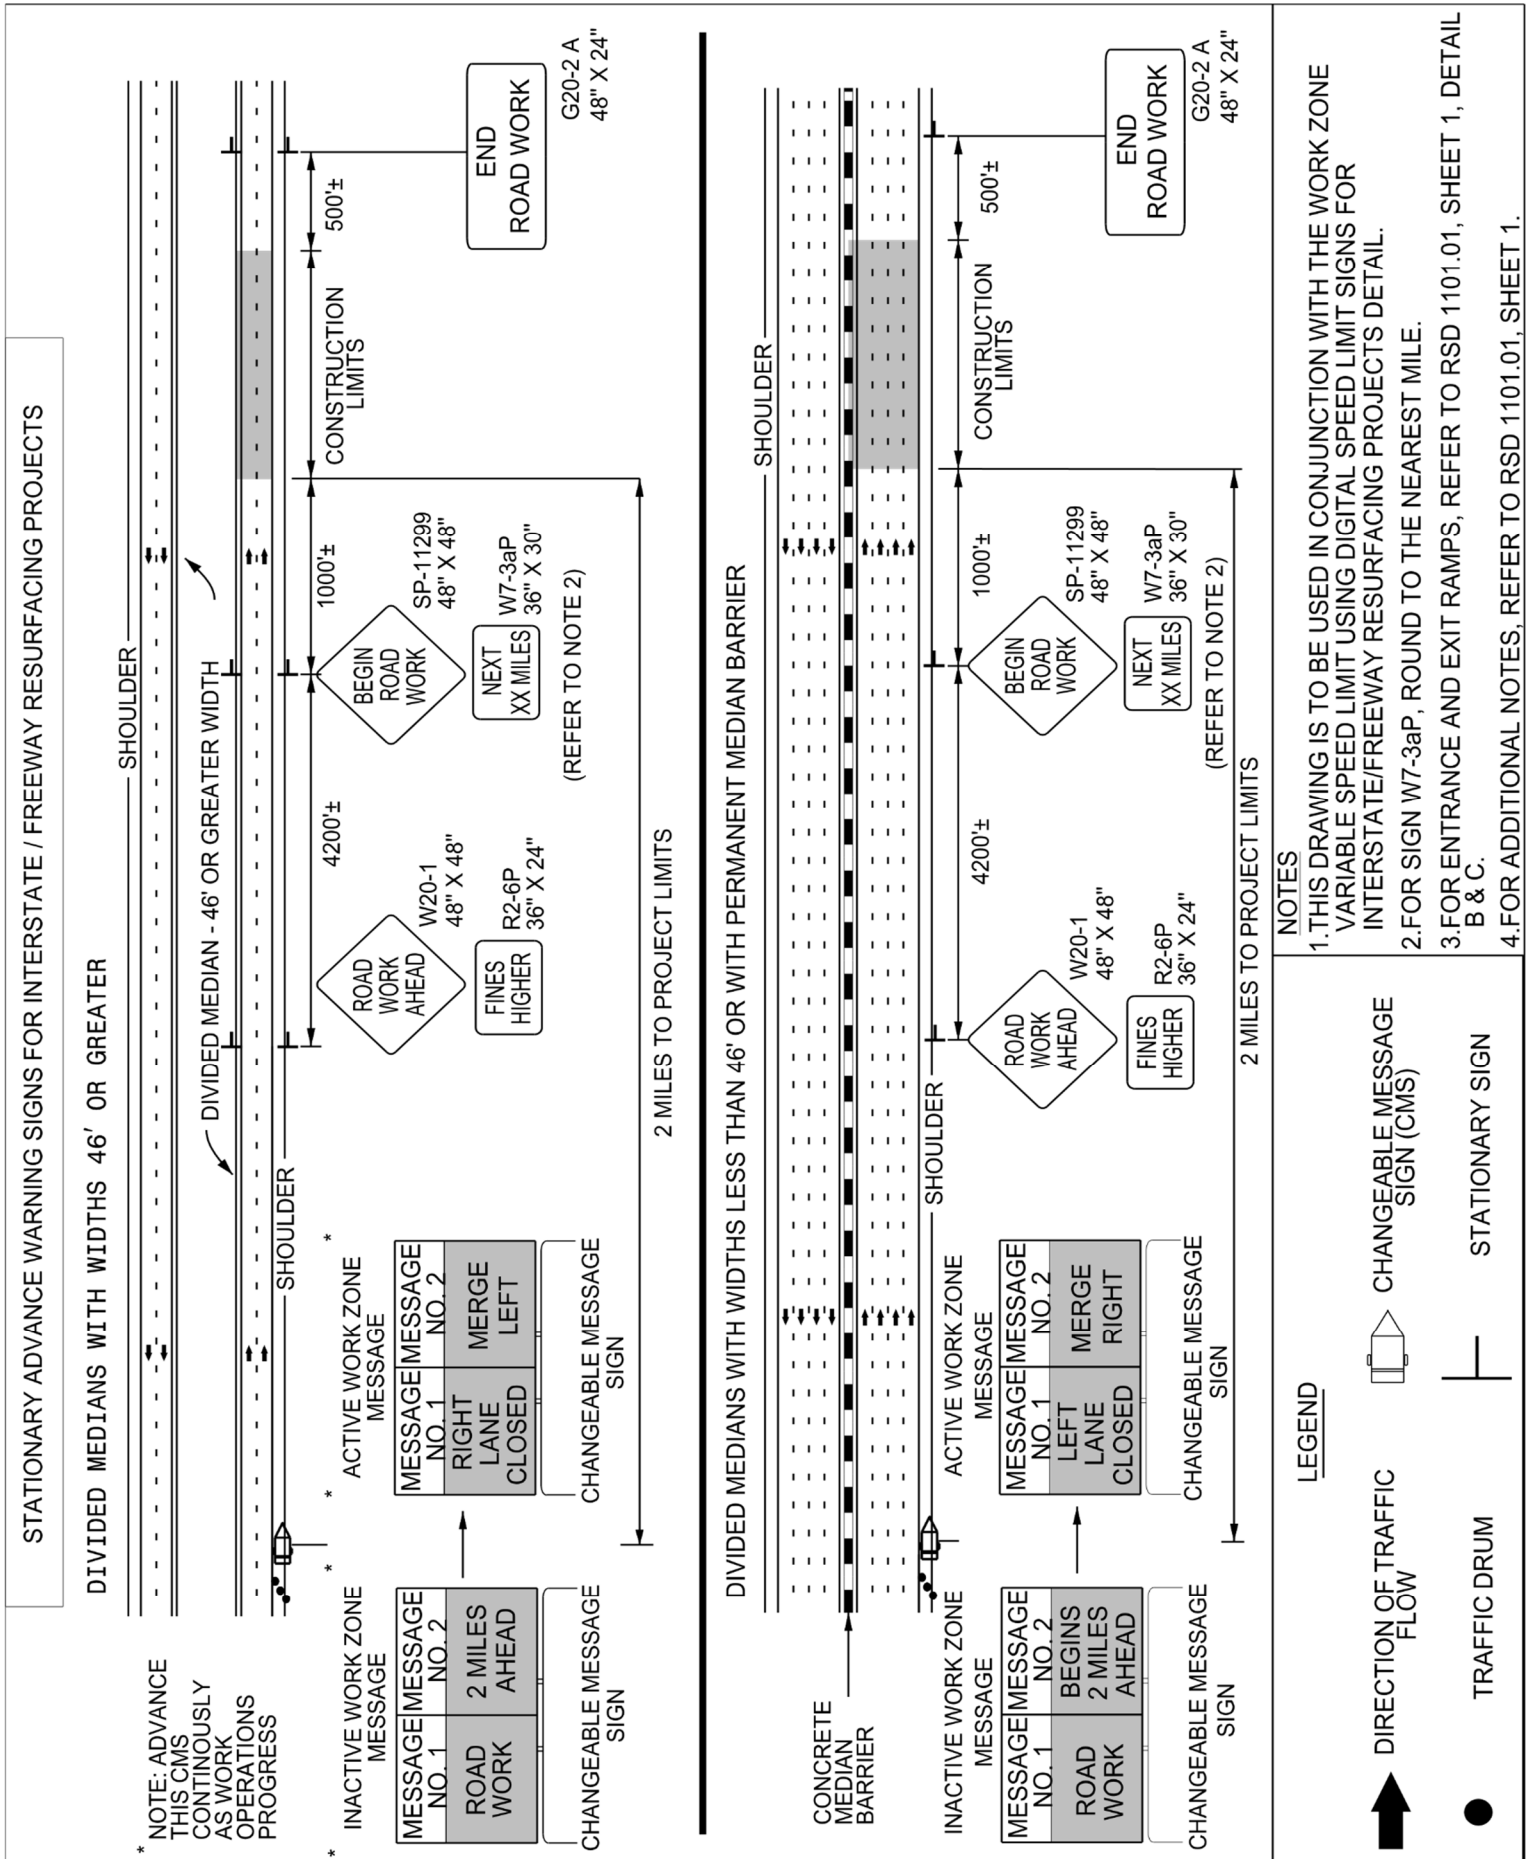 STATIONARY ADVANCE WARNING SIGNS FOR INTERSTATE / FREEWAY RESURFACING PROJECTS
DIVIDED MEDIANS WITH WIDTHS 46' OR GREATER
* NOTE: ADVANCE
THIS CMS
CONTINOUSLY
AS WORK
OPERATIONS
PROGRESS
SHOULDER
DIVIDED MEDIAN - 46' OR GREATER WIDTH
SHOULDER
* INACTIVE WORK ZONE *
MESSAGE
MESSAGE NO. 1
MESSAGE NO. 2
ROAD
WORK
2 MILES
AHEAD
CHANGEABLE MESSAGE
SIGN
* ACTIVE WORK ZONE *
MESSAGE
MESSAGE NO. 1
MESSAGE NO. 2
RIGHT
LANE
CLOSED
MERGE
LEFT
CHANGEABLE MESSAGE
SIGN
4200'±
1000'±
CONSTRUCTION
LIMITS
500'±
ROAD
WORK
AHEAD
W20-1
48" X 48"
FINES
HIGHER
R2-6P
36" X 24"
BEGIN
ROAD
WORK
SP-11299
48" X 48"
NEXT
XX MILES
W7-3aP
36" X 30"
(REFER TO NOTE 2)
END
ROAD WORK
G20-2 A
48" X 24"
2 MILES TO PROJECT LIMITS
DIVIDED MEDIANS WITH WIDTHS LESS THAN 46' OR WITH PERMANENT MEDIAN BARRIER
SHOULDER
CONCRETE
MEDIAN
BARRIER
SHOULDER
INACTIVE WORK ZONE
MESSAGE
MESSAGE NO. 1
MESSAGE NO. 2
ROAD
WORK
BEGINS
2 MILES
AHEAD
CHANGEABLE MESSAGE
SIGN
ACTIVE WORK ZONE
MESSAGE
MESSAGE NO. 1
MESSAGE NO. 2
LEFT
LANE
CLOSED
MERGE
RIGHT
CHANGEABLE MESSAGE
SIGN
4200'±
1000'±
CONSTRUCTION
LIMITS
500'±
ROAD
WORK
AHEAD
W20-1
48" X 48"
FINES
HIGHER
R2-6P
36" X 24"
BEGIN
ROAD
WORK
SP-11299
48" X 48"
NEXT
XX MILES
W7-3aP
36" X 30"
(REFER TO NOTE 2)
END
ROAD WORK
G20-2 A
48" X 24"
2 MILES TO PROJECT LIMITS
LEGEND
DIRECTION OF TRAFFIC
FLOW
CHANGEABLE MESSAGE
SIGN (CMS)
TRAFFIC DRUM
STATIONARY SIGN
NOTES
1. THIS DRAWING IS TO BE USED IN CONJUNCTION WITH THE WORK ZONE
VARIABLE SPEED LIMIT USING DIGITAL SPEED LIMIT SIGNS FOR
INTERSTATE/FREEWAY RESURFACING PROJECTS DETAIL.
2. FOR SIGN W7-3aP, ROUND TO THE NEAREST MILE.
3. FOR ENTRANCE AND EXIT RAMPS, REFER TO RSD 1101.01, SHEET 1, DETAIL
B & C.
4. FOR ADDITIONAL NOTES, REFER TO RSD 1101.01, SHEET 1.